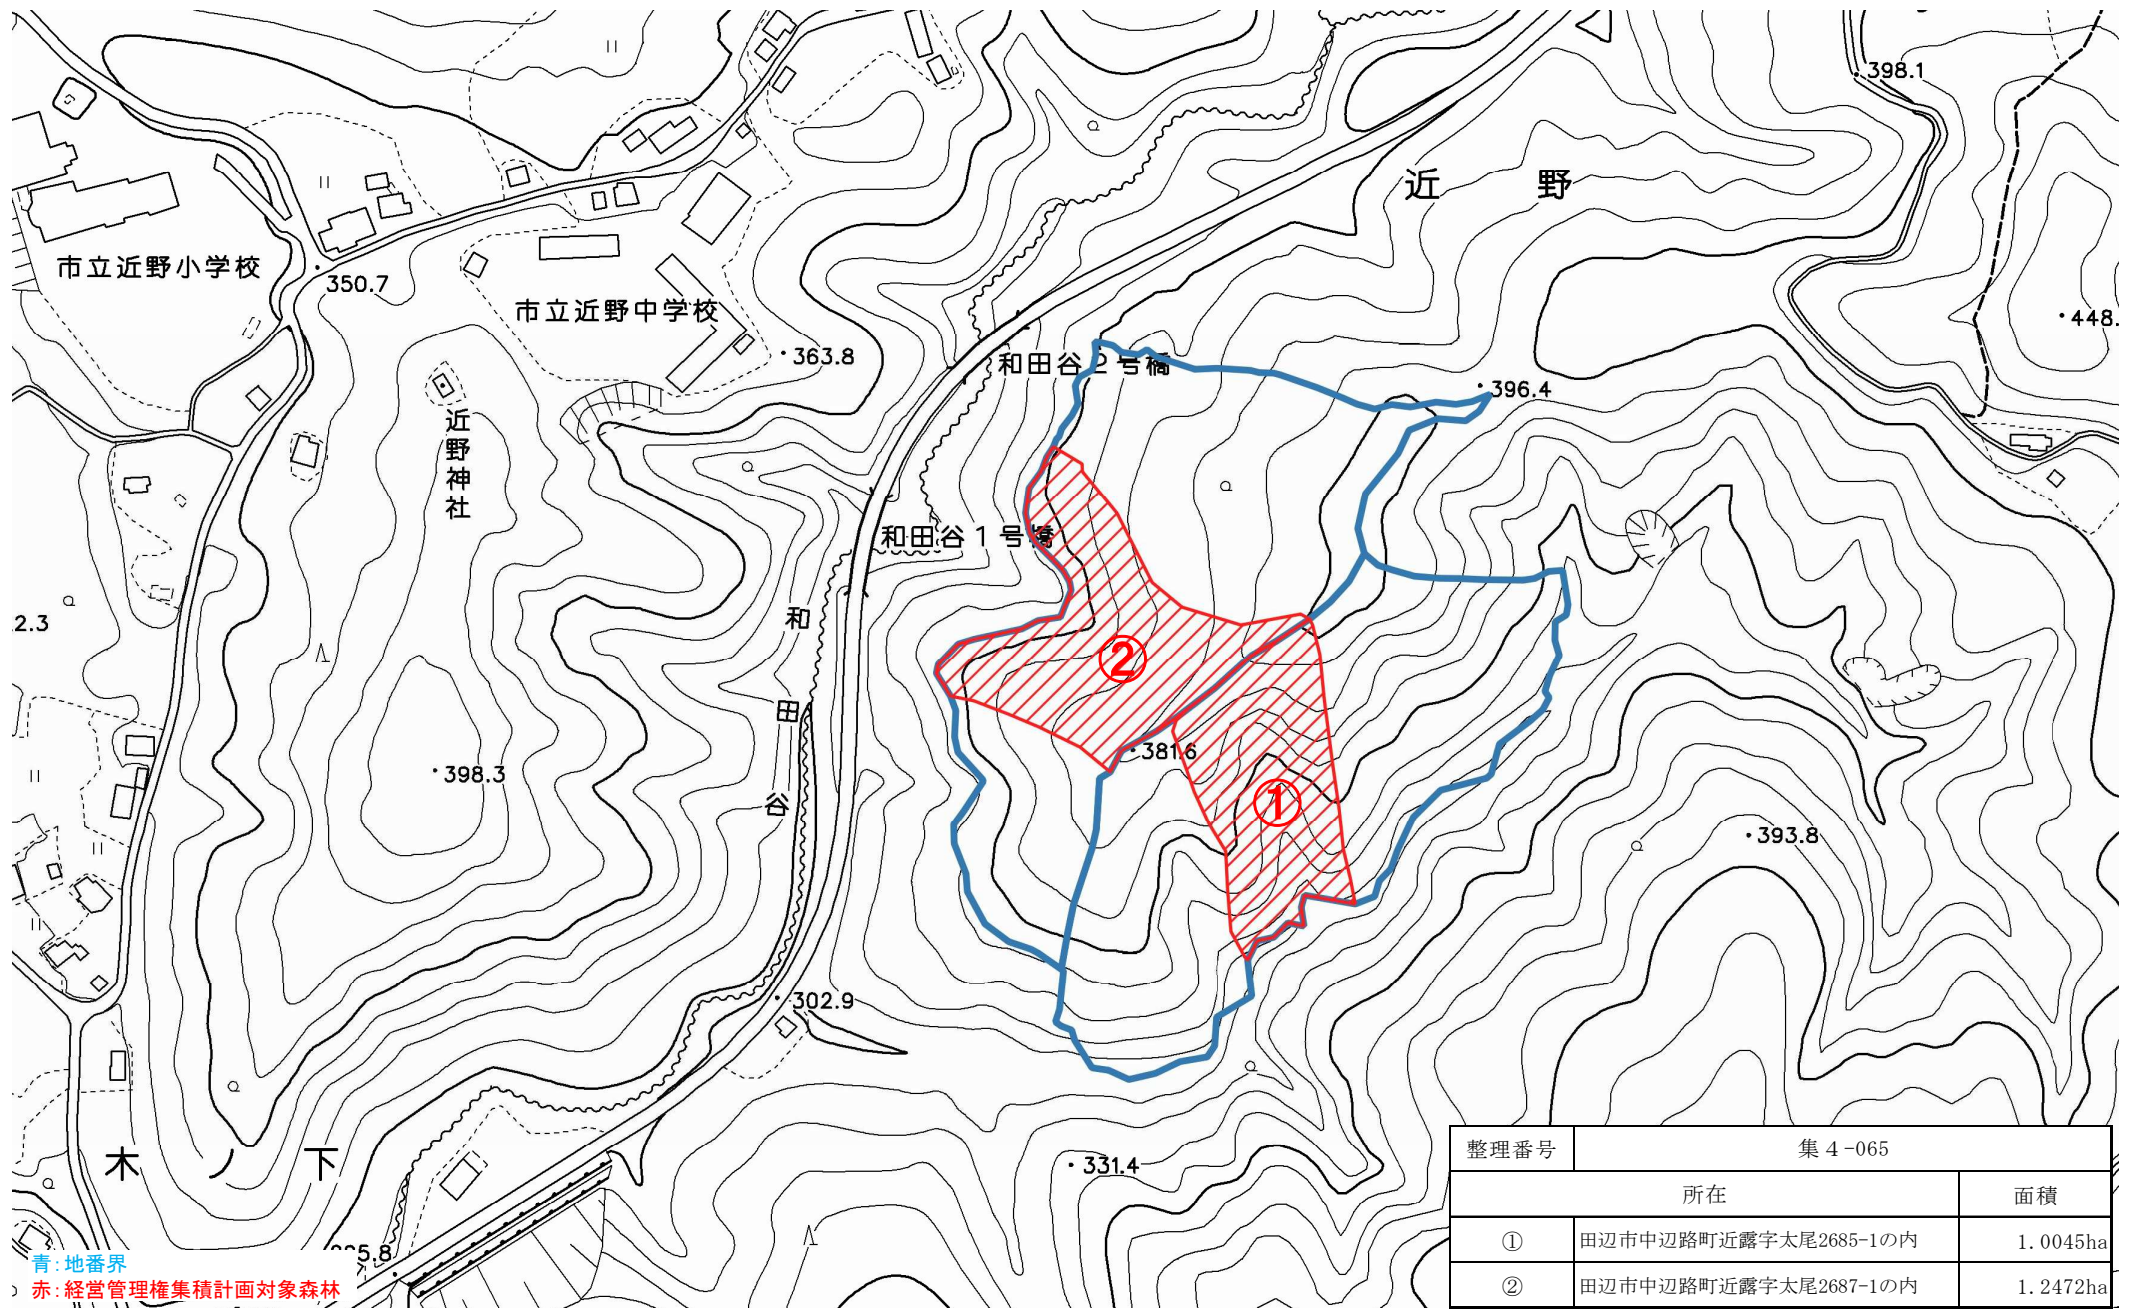 398.1
近野
市立近野小学校
350.7
市立近野中学校
363.8
448.
和田谷2号橋
396.4
近野神社
和田谷1号橋
和田谷
2.3
②
381.6
398.3
①
393.8
302.9
木ノ下
331.4
整理番号 集4-065
所在 面積
① 田辺市中辺路町近露字太尾2685-1の内 1.0045ha
② 田辺市中辺路町近露字太尾2687-1の内 1.2472ha
5.8
青:地番界
赤:経営管理権集積計画対象森林